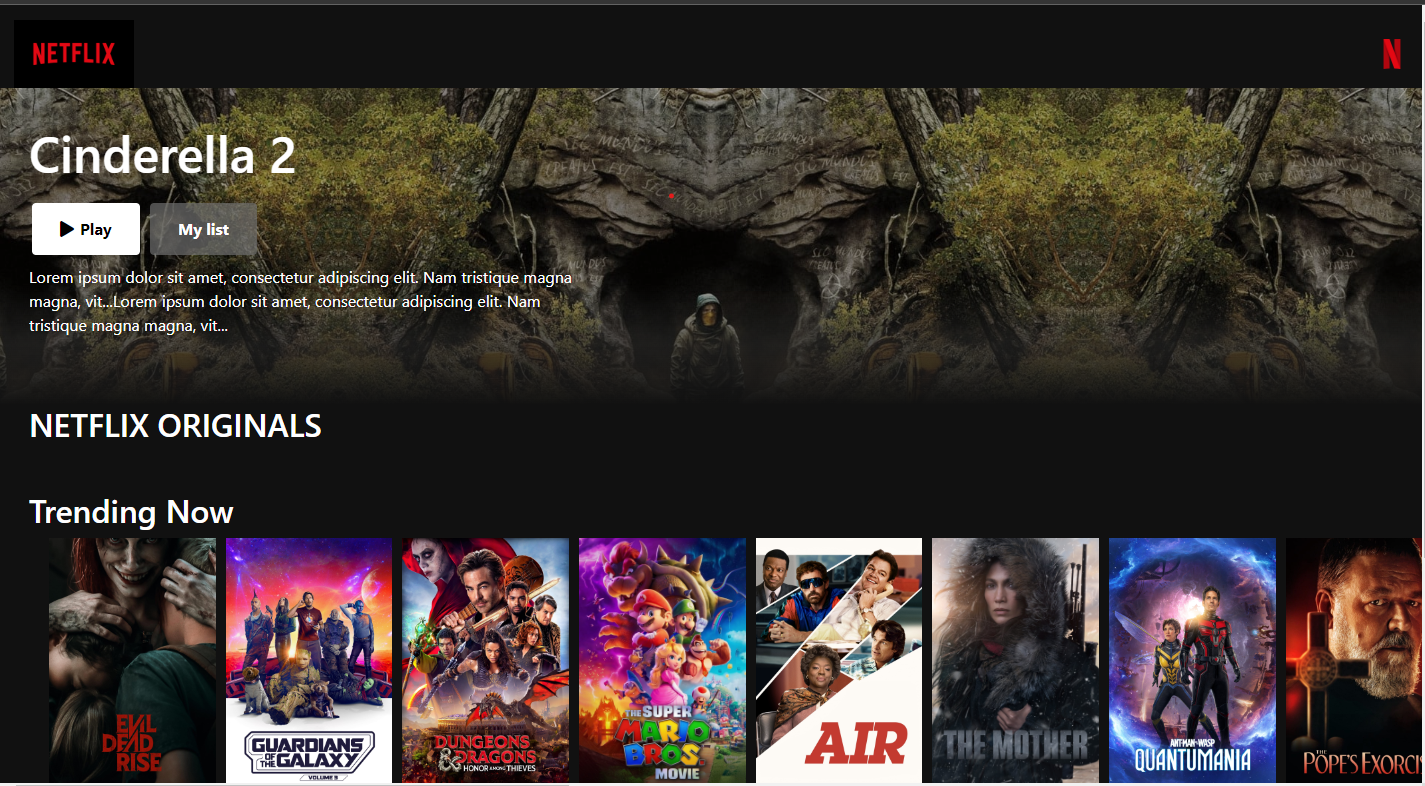 NETFLIX
N
Cinderella 2
Play
My list
Lorem ipsum dolor sit amet, consectetur adipiscing elit. Nam tristique magna
magna, vit...Lorem ipsum dolor sit amet, consectetur adipiscing elit. Nam
tristique magna magna, vit...
NETFLIX ORIGINALS
Trending Now
EVIL
DEAD
RISE
GUARDIANS
OF THE GALAXY
VOLUME 3
DUNGEONS
& DRAGONS
HONOR AMONG THIEVES
THE SUPER
MARIO
BROS.
MOVIE
AIR
THE MOTHER
ANT-MAN AND THE WASP
QUANTUMANIA
THE
POPE'S EXORCI